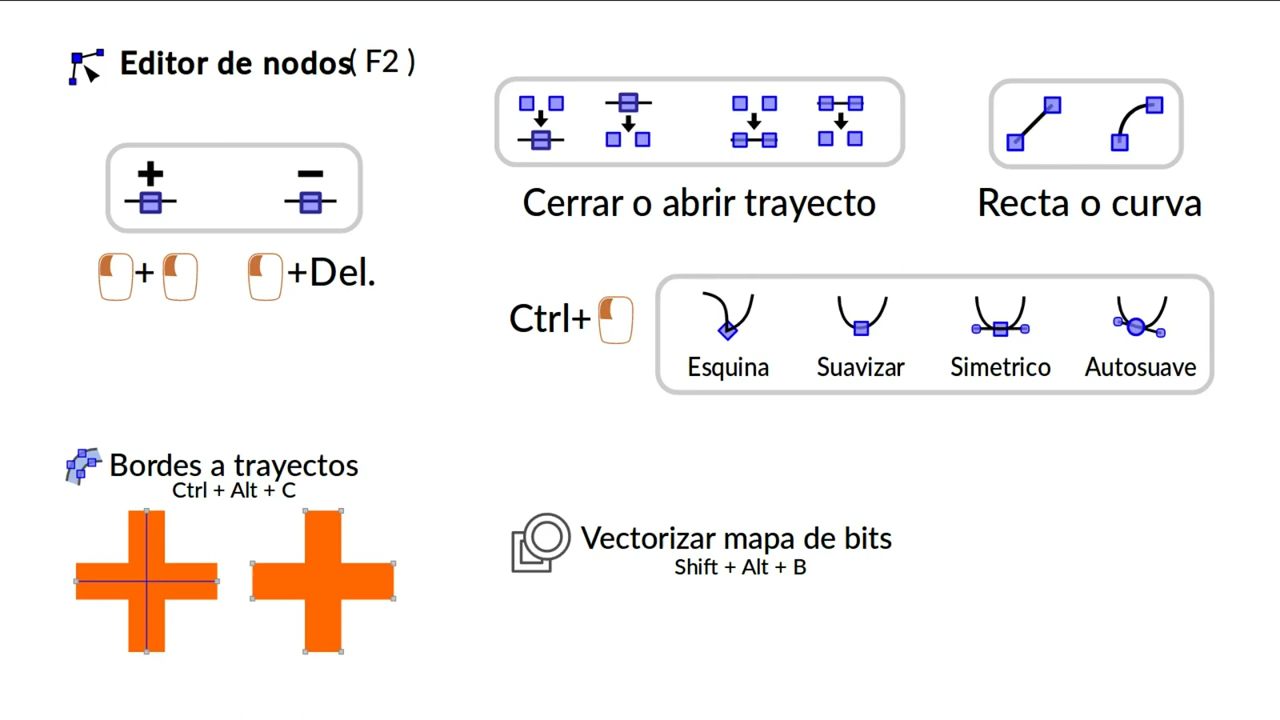 Editor de nodos( F2 )
+ -
+ +Del.
Cerrar o abrir trayecto
Recta o curva
Ctrl+
Esquina Suavizar Simetrico Autosuave
Bordes a trayectos
Ctrl + Alt + C
Vectorizar mapa de bits
Shift + Alt + B